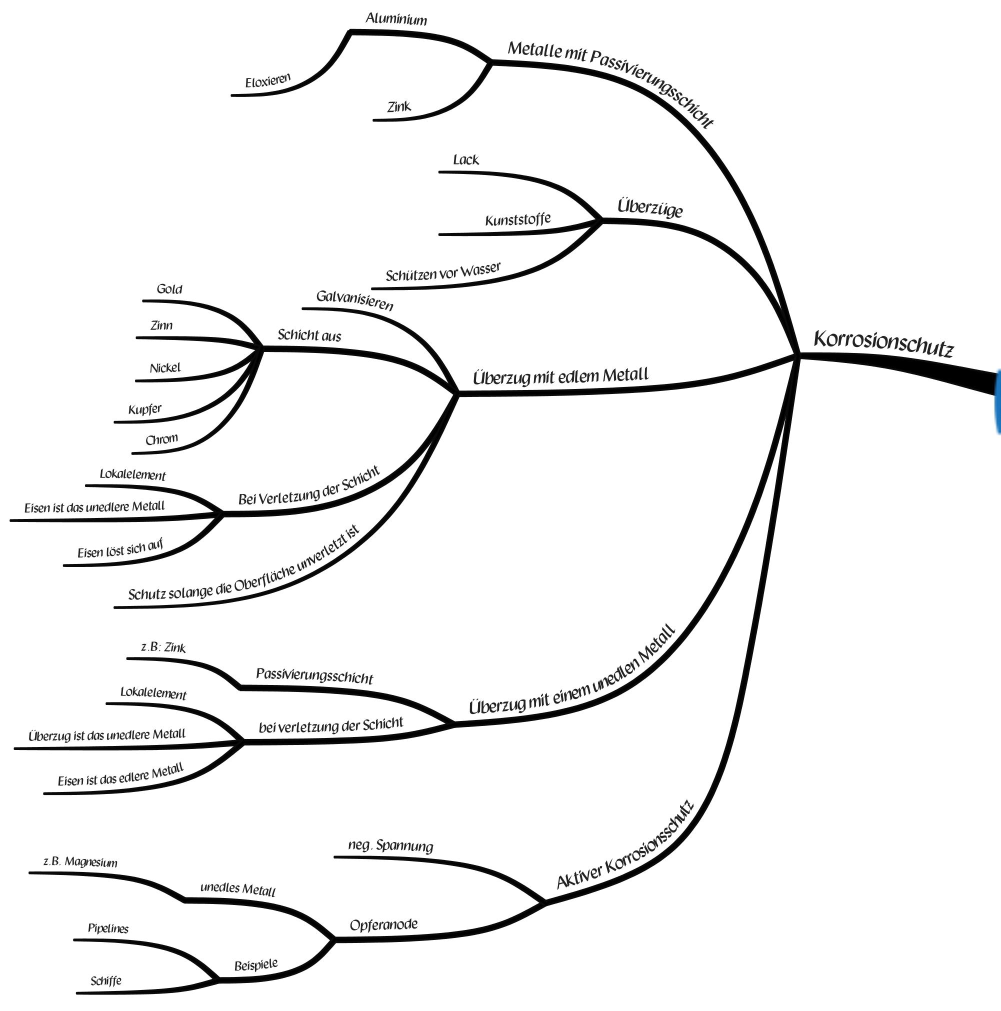 Korrosionschutz
Metalle mit Passivierungsschicht
Aluminium
Eloxieren
Zink
Überzüge
Lack
Kunststoffe
Schützen vor Wasser
Überzug mit edlem Metall
Galvanisieren
Schicht aus
Gold
Zinn
Nickel
Kupfer
Chrom
Bei Verletzung der Schicht
Lokalelement
Eisen ist das unedlere Metall
Eisen löst sich auf
Schutz solange die Oberfläche unverletzt ist
Überzug mit einem unedlen Metall
Passivierungsschicht
z.B: Zink
bei verletzung der Schicht
Lokalelement
Überzug ist das unedlere Metall
Eisen ist das edlere Metall
Aktiver Korrosionsschutz
neg. Spannung
Opferanode
unedles Metall
z.B. Magnesium
Beispiele
Pipelines
Schiffe